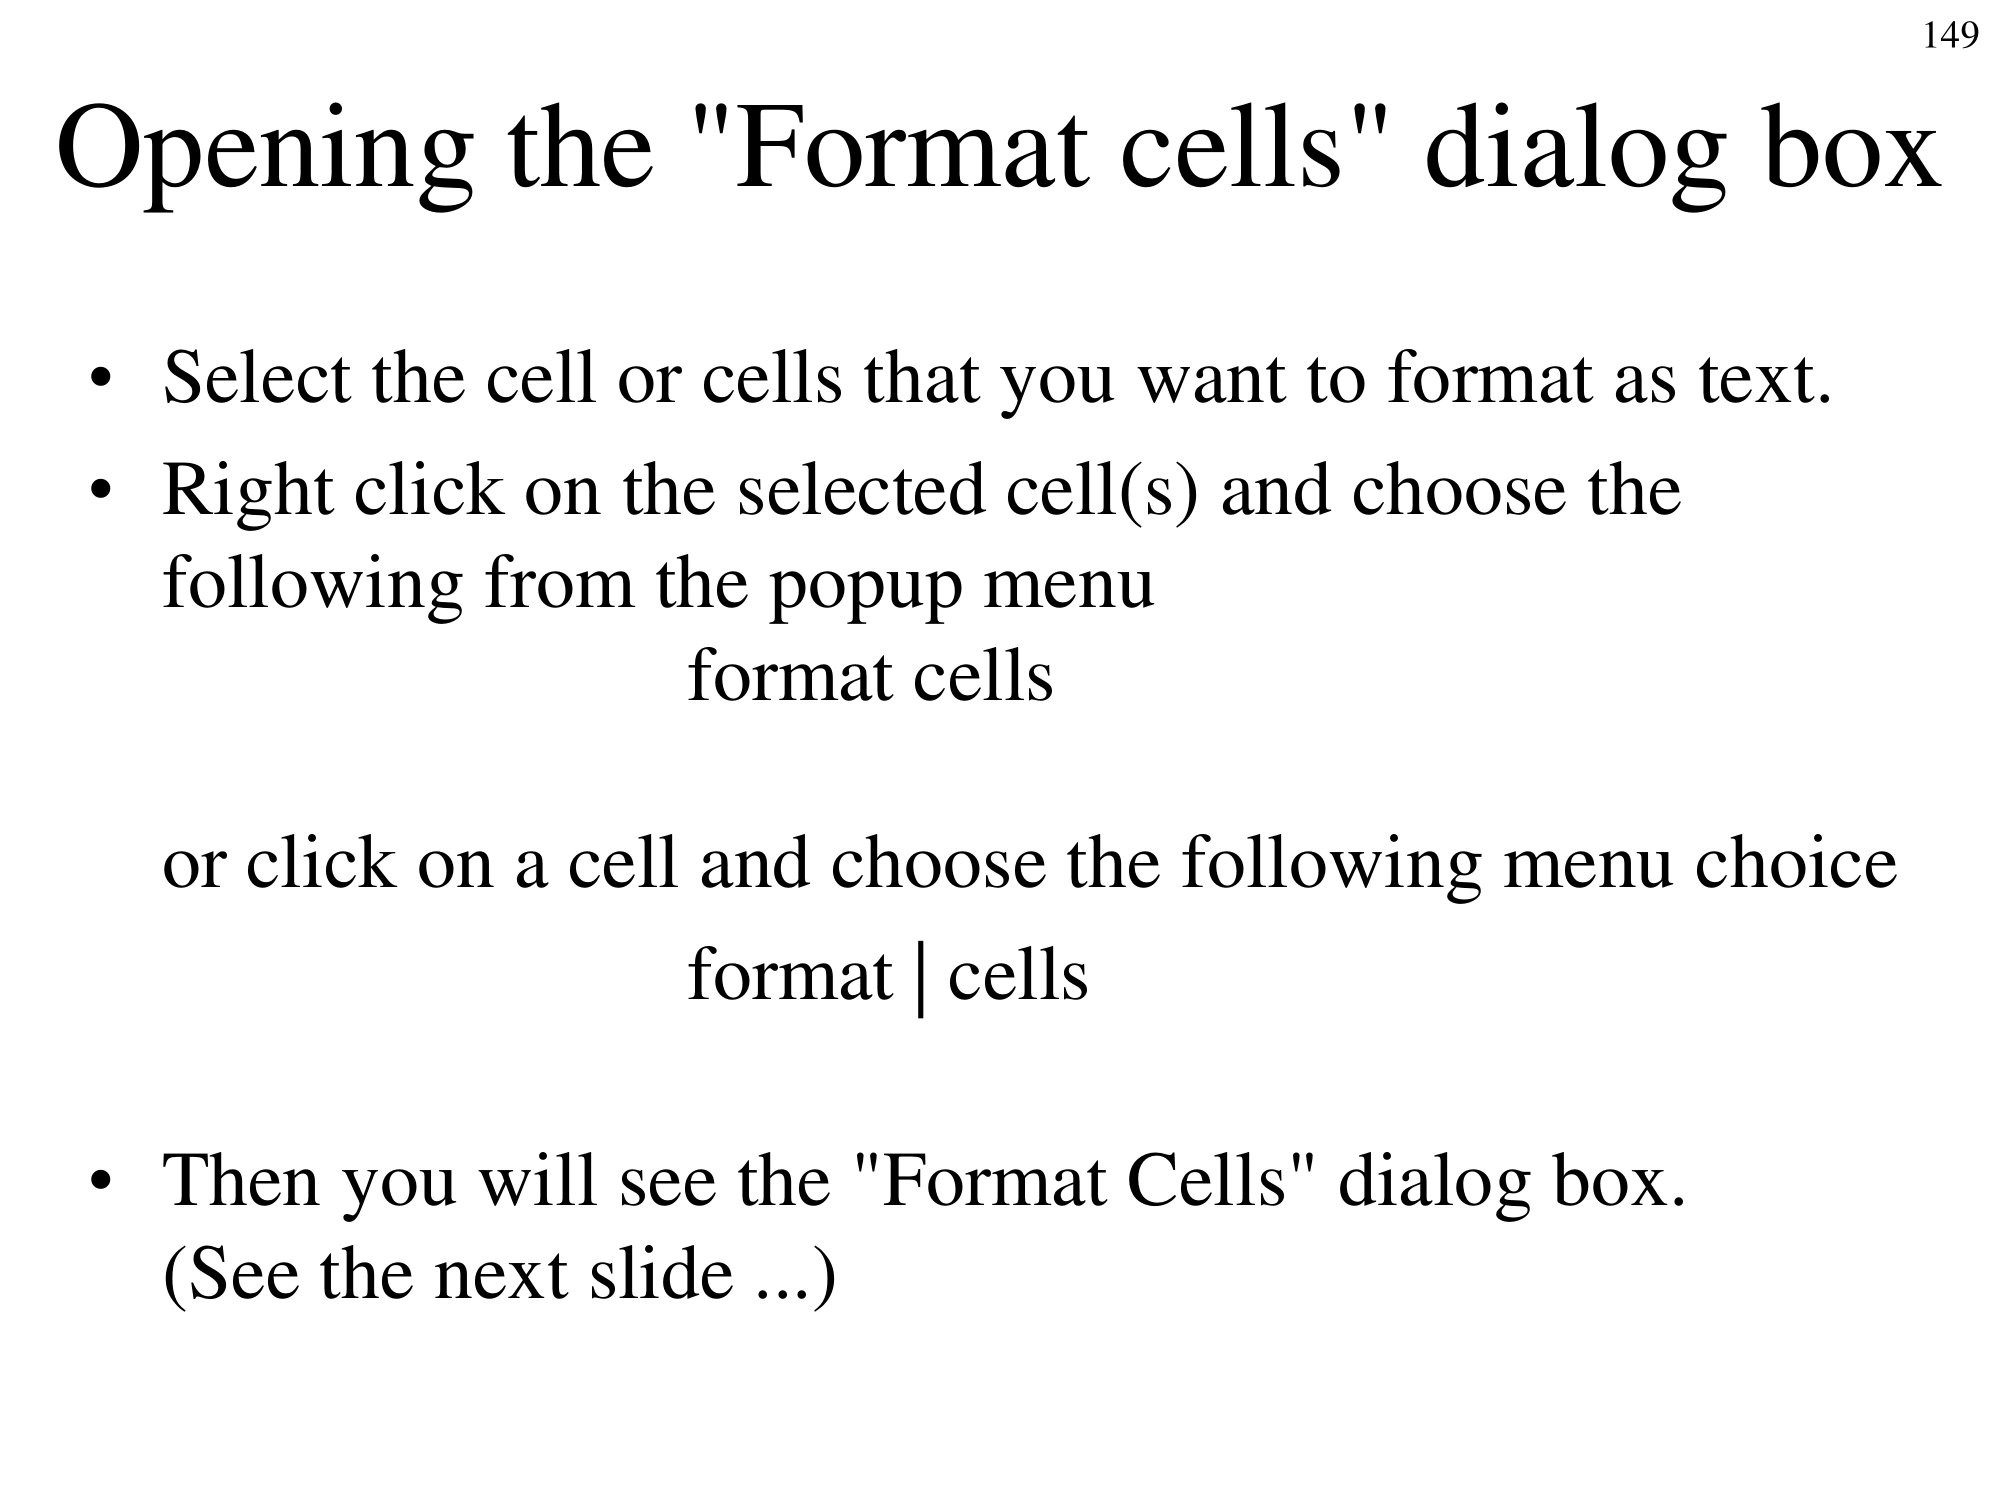 149
Opening the "Format cells" dialog box
• Select the cell or cells that you want to format as text.
• Right click on the selected cell(s) and choose the
following from the popup menu
format cells
or click on a cell and choose the following menu choice
format | cells
• Then you will see the "Format Cells" dialog box.
(See the next slide ...)